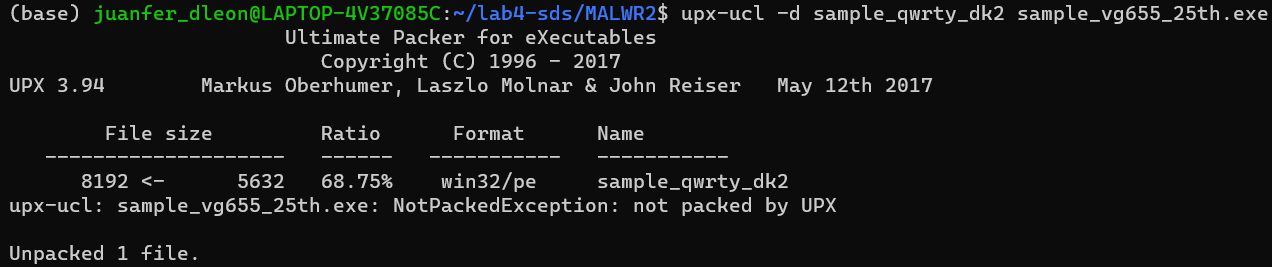 (base) juanfer_dleon@LAPTOP-4V37085C:~/lab4-sds/MALWR2$ upx-ucl -d sample_qwrty_dk2 sample_vg655_25th.exe
Ultimate Packer for eXecutables
Copyright (C) 1996 - 2017
UPX 3.94 Markus Oberhumer, Laszlo Molnar & John Reiser May 12th 2017
File size Ratio Format Name
-------------------- ------ ----------- -----------
8192 <- 5632 68.75% win32/pe sample_qwrty_dk2
upx-ucl: sample_vg655_25th.exe: NotPackedException: not packed by UPX
Unpacked 1 file.